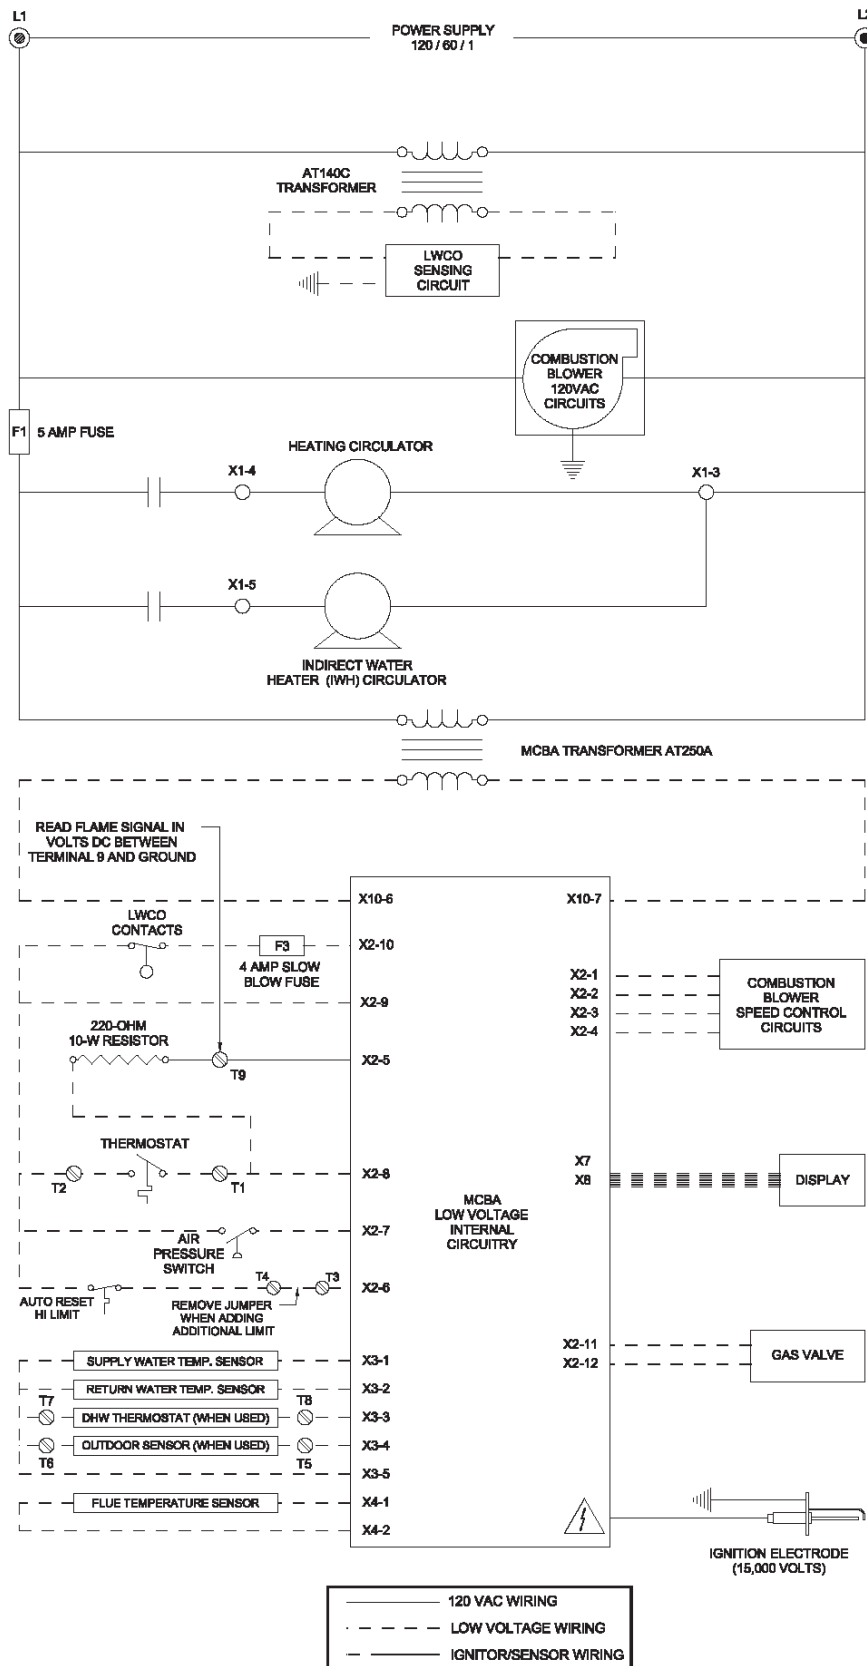 L1
L2
POWER SUPPLY
120 / 60 / 1
AT140C
TRANSFORMER
LWCO
SENSING
CIRCUIT
COMBUSTION
BLOWER
120VAC
CIRCUITS
F1
5 AMP FUSE
HEATING CIRCULATOR
X1-4
X1-3
X1-5
INDIRECT WATER
HEATER (IWH) CIRCULATOR
MCBA TRANSFORMER AT250A
READ FLAME SIGNAL IN
VOLTS DC BETWEEN
TERMINAL 9 AND GROUND
X10-6
X10-7
LWCO
CONTACTS
F3
X2-10
4 AMP SLOW
BLOW FUSE
X2-9
X2-1
X2-2
X2-3
X2-4
COMBUSTION
BLOWER
SPEED CONTROL
CIRCUITS
220-OHM
10-W RESISTOR
T9
X2-5
THERMOSTAT
T2
T1
X2-8
X7
X6
DISPLAY
MCBA
LOW VOLTAGE
INTERNAL
CIRCUITRY
AIR
PRESSURE
SWITCH
X2-7
T4
T3
X2-6
AUTO RESET
HI LIMIT
REMOVE JUMPER
WHEN ADDING
ADDITIONAL LIMIT
X2-11
X2-12
GAS VALVE
SUPPLY WATER TEMP. SENSOR
X3-1
RETURN WATER TEMP. SENSOR
X3-2
T7
T8
DHW THERMOSTAT (WHEN USED)
X3-3
OUTDOOR SENSOR (WHEN USED)
X3-4
T6
T5
X3-5
FLUE TEMPERATURE SENSOR
X4-1
X4-2
IGNITION ELECTRODE
(15,000 VOLTS)
120 VAC WIRING
LOW VOLTAGE WIRING
IGNITOR/SENSOR WIRING